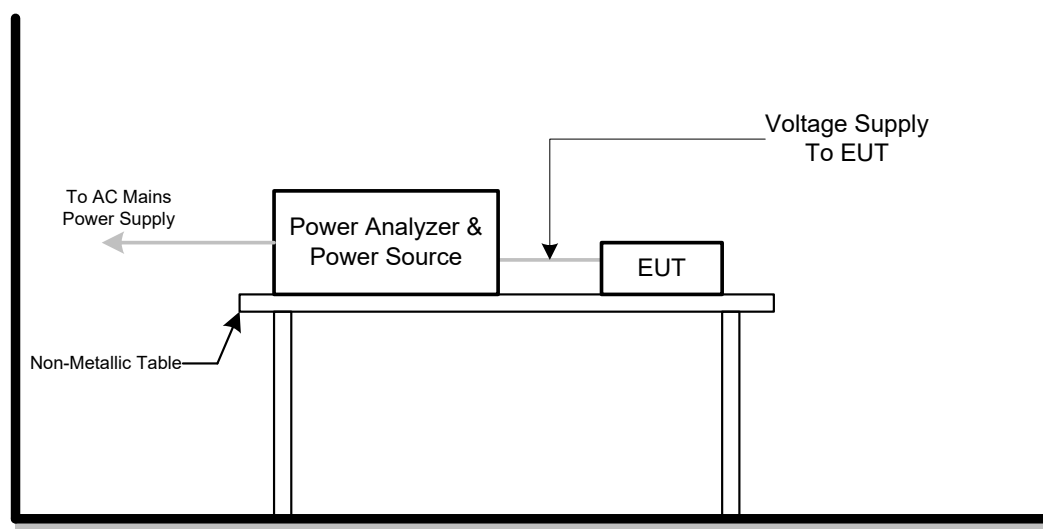 Voltage Supply
To EUT
To AC Mains
Power Supply
Power Analyzer &
Power Source
EUT
Non-Metallic Table